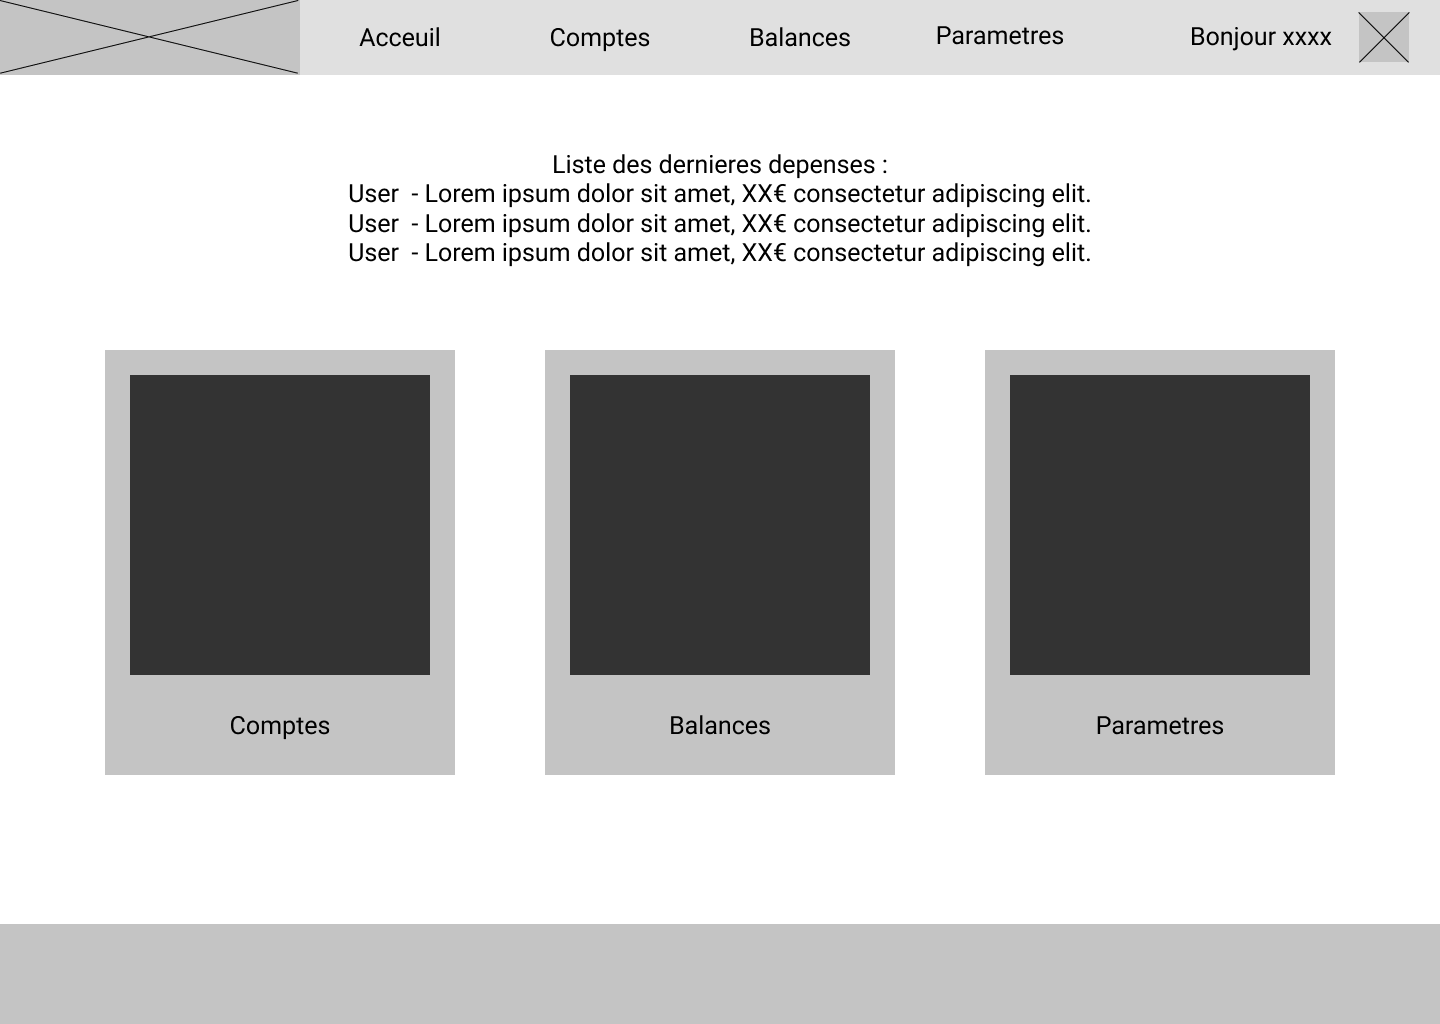 Acceuil Comptes Balances Parametres Bonjour xxxx
Liste des dernieres depenses :
User  - Lorem ipsum dolor sit amet, XX€ consectetur adipiscing elit.
User  - Lorem ipsum dolor sit amet, XX€ consectetur adipiscing elit.
User  - Lorem ipsum dolor sit amet, XX€ consectetur adipiscing elit.
Comptes Balances Parametres